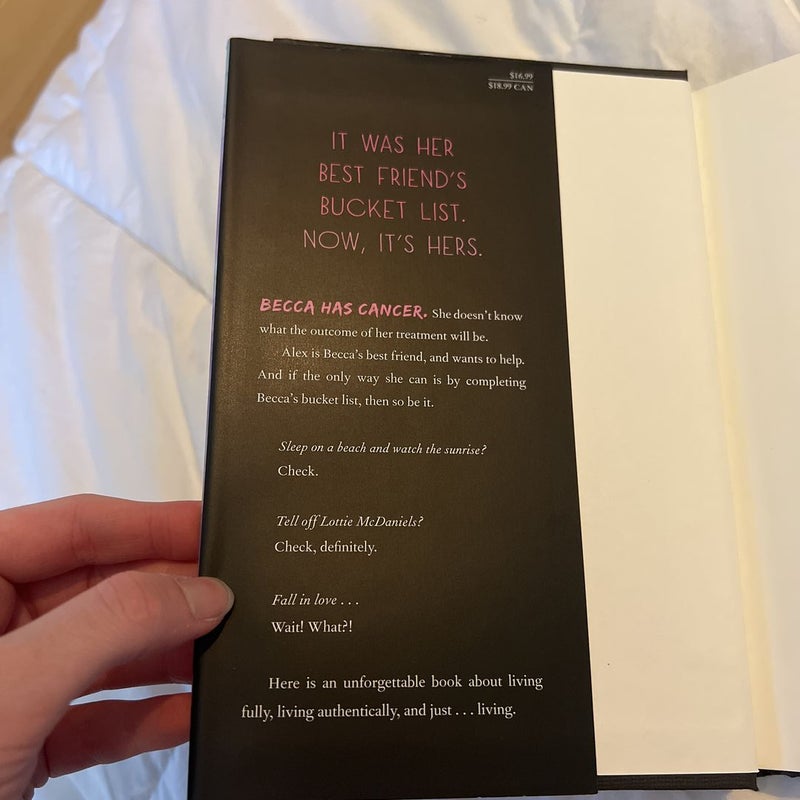 $16.99
$18.99 CAN
IT WAS HER
BEST FRIEND'S
BUCKET LIST.
NOW, IT'S HERS.
BECCA HAS CANCER. She doesn't know
what the outcome of her treatment will be.
Alex is Becca's best friend, and wants to help.
And if the only way she can is by completing
Becca's bucket list, then so be it.
Sleep on a beach and watch the sunrise?
Check.
Tell off Lottie McDaniels?
Check, definitely.
Fall in love . . .
Wait! What?!
Here is an unforgettable book about living
fully, living authentically, and just . . . living.